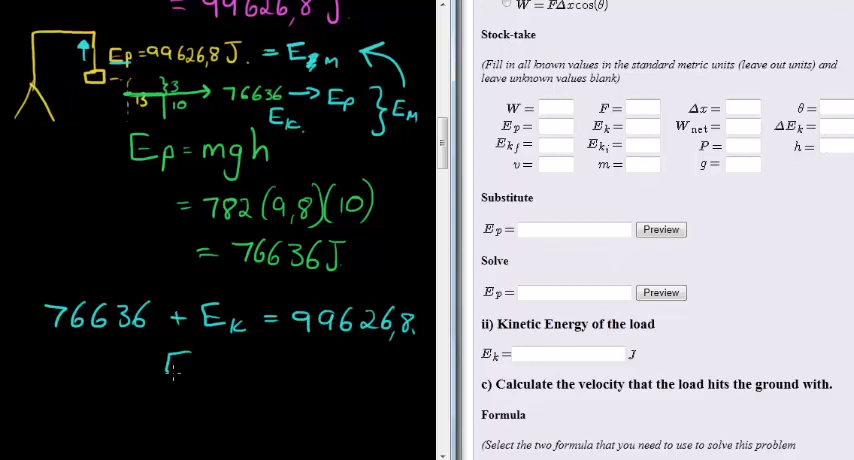 = 99626,8 J.
Ep=99626,8 J. = E M
13 3 10 76636 → Ep } EM
Ek.
Ep = mgh
= 782 (9,8)(10)
= 76636J
76636 + Ek = 99626,8.
W = FΔxcos(θ)
Stock-take
(Fill in all known values in the standard metric units (leave out units) and
leave unknown values blank)
W = F = Δx = θ =
Ep = Ek = Wnet = ΔEk =
Ekf = Eki = P = h =
v = m = g =
Substitute
Ep = Preview
Solve
Ep = Preview
ii) Kinetic Energy of the load
Ek = J
c) Calculate the velocity that the load hits the ground with.
Formula
(Select the two formula that you need to use to solve this problem